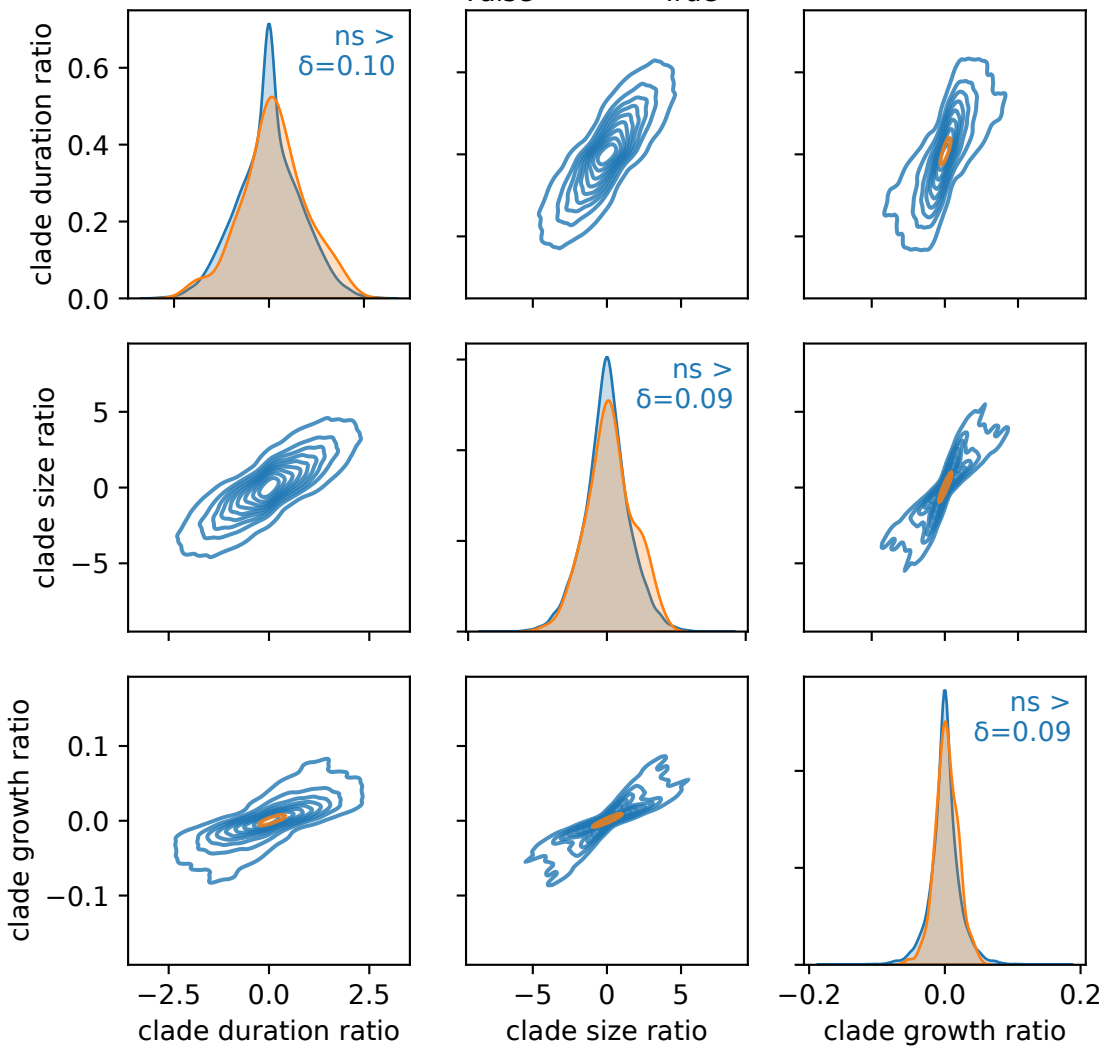 ns >
δ=0.10
0.6
0.4
0.2
0.0
clade duration ratio
−5
5
ns >
δ=0.09
5
0
−5
clade size ratio
ns >
δ=0.09
0.1
0.0
−0.1
clade growth ratio
−2.5 0.0 2.5
−5 0 5
−0.2 0.0 0.2
clade duration ratio
clade size ratio
clade growth ratio